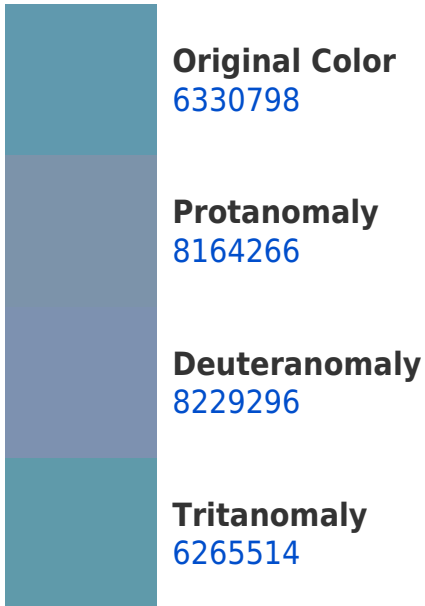 Original Color
6330798
Protanomaly
8164266
Deuteranomaly
8229296
Tritanomaly
6265514